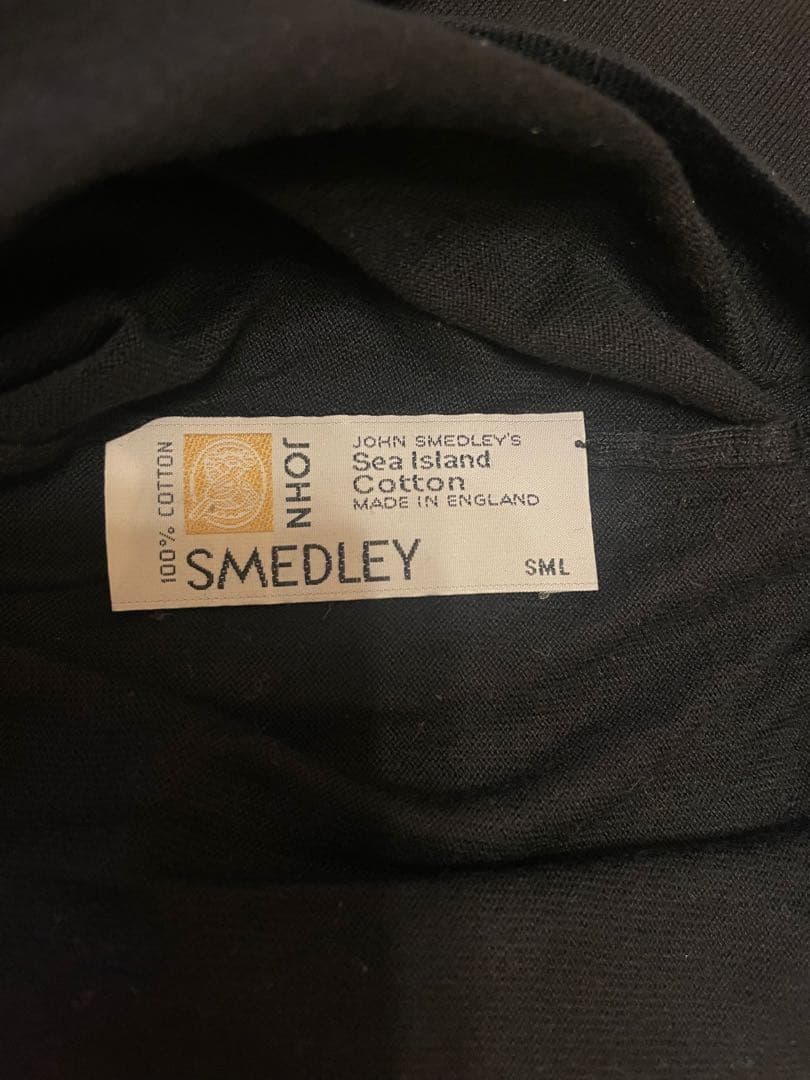 100% COTTON
JOHN
SMEDLEY
JOHN SMEDLEY'S
Sea Island
Cotton
MADE IN ENGLAND
SML